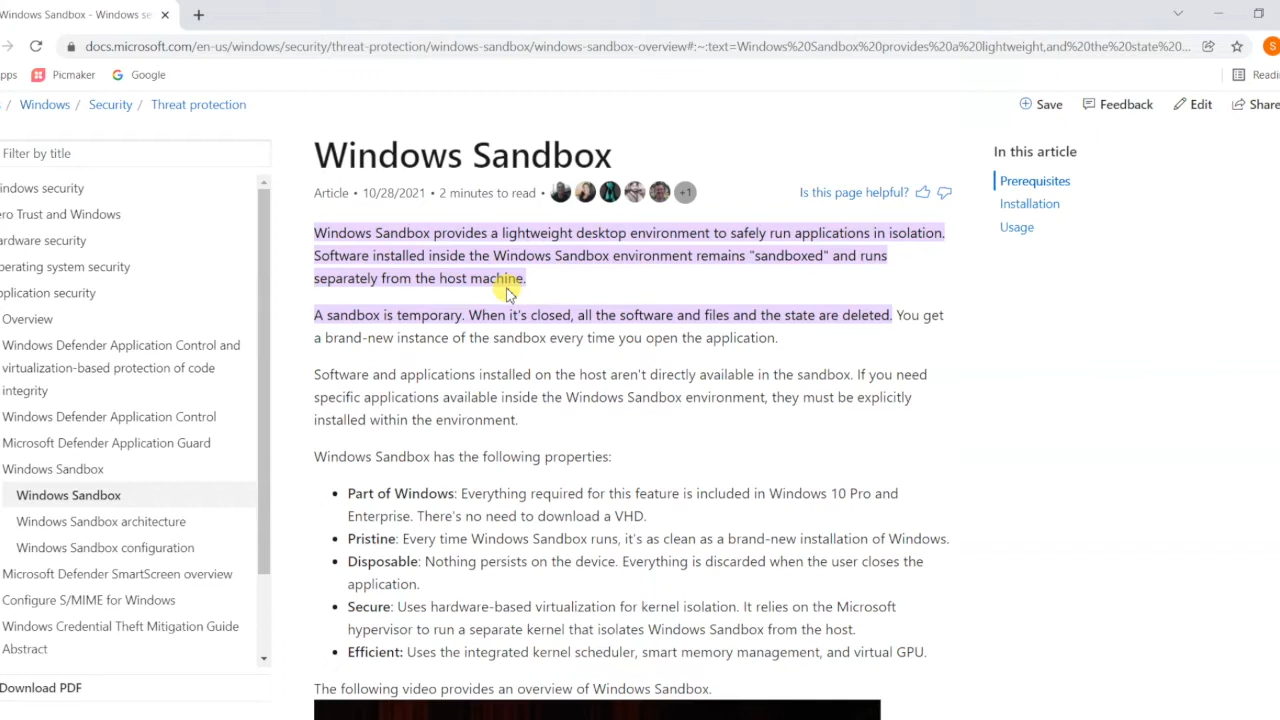 Windows Sandbox - Windows se
docs.microsoft.com/en-us/windows/security/threat-protection/windows-sandbox/windows-sandbox-overview#:~:text=Windows%20Sandbox%20provides%20a%20lightweight,and%20the%20state%20...
S
pps
Picmaker
Google
Readi
/ Windows / Security / Threat protection
Save
Feedback
Edit
Share
Filter by title
indows security
ero Trust and Windows
ardware security
perating system security
pplication security
Overview
Windows Defender Application Control and
virtualization-based protection of code
integrity
Windows Defender Application Control
Microsoft Defender Application Guard
Windows Sandbox
Windows Sandbox
Windows Sandbox architecture
Windows Sandbox configuration
Microsoft Defender SmartScreen overview
Configure S/MIME for Windows
Windows Credential Theft Mitigation Guide
Abstract
Download PDF
Windows Sandbox
Article • 10/28/2021 • 2 minutes to read •
+1
Is this page helpful?
Windows Sandbox provides a lightweight desktop environment to safely run applications in isolation.
Software installed inside the Windows Sandbox environment remains "sandboxed" and runs
separately from the host machine.
A sandbox is temporary. When it's closed, all the software and files and the state are deleted. You get
a brand-new instance of the sandbox every time you open the application.
Software and applications installed on the host aren't directly available in the sandbox. If you need
specific applications available inside the Windows Sandbox environment, they must be explicitly
installed within the environment.
Windows Sandbox has the following properties:
• Part of Windows: Everything required for this feature is included in Windows 10 Pro and
Enterprise. There's no need to download a VHD.
• Pristine: Every time Windows Sandbox runs, it's as clean as a brand-new installation of Windows.
• Disposable: Nothing persists on the device. Everything is discarded when the user closes the
application.
• Secure: Uses hardware-based virtualization for kernel isolation. It relies on the Microsoft
hypervisor to run a separate kernel that isolates Windows Sandbox from the host.
• Efficient: Uses the integrated kernel scheduler, smart memory management, and virtual GPU.
The following video provides an overview of Windows Sandbox.
In this article
Prerequisites
Installation
Usage